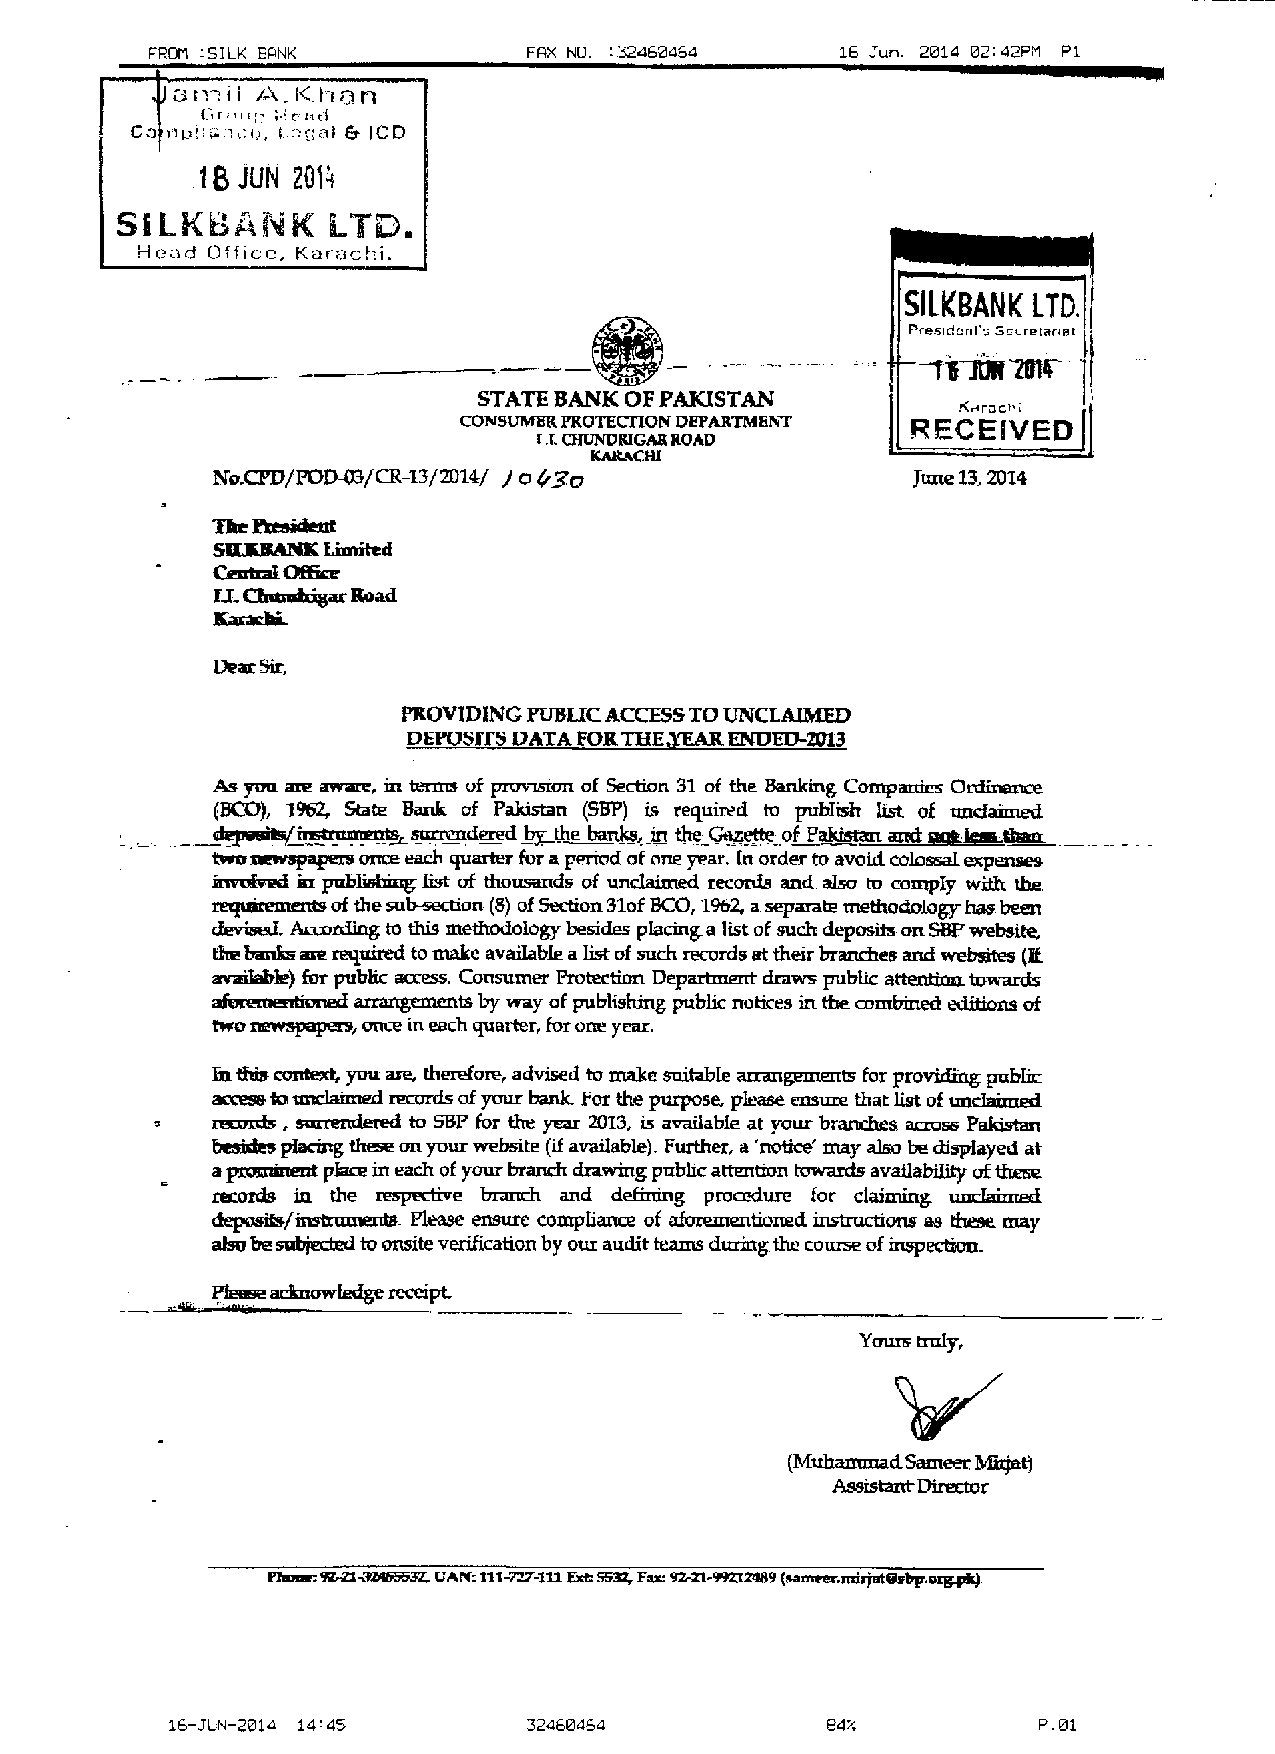 FROM :SILK BANK FAX NO. :32460464 16 Jun. 2014 02:42PM P1
Jamil A. Khan
Group Head
Compliance, Legal & ICD
18 JUN 2014
SILKBANK LTD.
Head Office, Karachi.
SILKBANK LTD.
President's Secretariat
16 JUN 2014
Karachi
RECEIVED
STATE BANK OF PAKISTAN
CONSUMER PROTECTION DEPARTMENT
I.I. CHUNDRIGAR ROAD
KARACHI
No.CPD/POD-03/CR-13/2014/ 10430 June 13, 2014
The President
SILKBANK Limited
Central Office
I.I. Chundrigar Road
Karachi.
Dear Sir,
PROVIDING PUBLIC ACCESS TO UNCLAIMED
DEPOSITS DATA FOR THE YEAR ENDED-2013
As you are aware, in terms of provision of Section 31 of the Banking Companies Ordinance
(BCO), 1962, State Bank of Pakistan (SBP) is required to publish list of unclaimed
deposits/instruments, surrendered by the banks, in the Gazette of Pakistan and not less than
two newspapers once each quarter for a period of one year. In order to avoid colossal expenses
involved in publishing list of thousands of unclaimed records and also to comply with the
requirements of the sub-section (8) of Section 31of BCO, 1962, a separate methodology has been
devised. According to this methodology besides placing a list of such deposits on SBP website,
the banks are required to make available a list of such records at their branches and websites (If
available) for public access. Consumer Protection Department draws public attention towards
aforementioned arrangements by way of publishing public notices in the combined editions of
two newspapers, once in each quarter, for one year.
In this context, you are, therefore, advised to make suitable arrangements for providing public
access to unclaimed records of your bank. For the purpose, please ensure that list of unclaimed
records , surrendered to SBP for the year 2013, is available at your branches across Pakistan
besides placing these on your website (if available). Further, a 'notice' may also be displayed at
a prominent place in each of your branch drawing public attention towards availability of these
records in the respective branch and defining procedure for claiming unclaimed
deposits/instruments. Please ensure compliance of aforementioned instructions as these may
also be subjected to onsite verification by our audit teams during the course of inspection.
Please acknowledge receipt.
Yours truly,
(Muhammad Sameer Mirjat)
Assistant Director
Phone: 92-21-32465532, UAN: 111-727-111 Ext: 5532, Fax: 92-21-99212489 (sameer.mirjat@sbp.org.pk)
16-JUN-2014 14:45 32460464 84% P.01